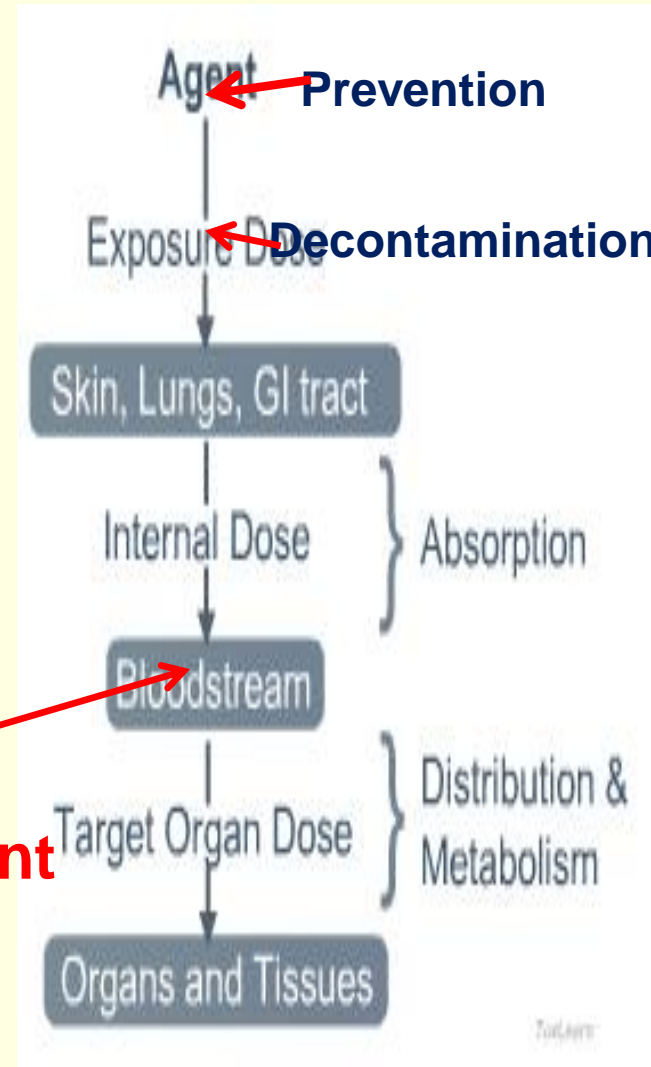 Agent
Prevention
Exposure Dose
Decontamination
Skin, Lungs, GI tract
Internal Dose
Absorption
Bloodstream
Target Organ Dose
Distribution &
Metabolism
Organs and Tissues